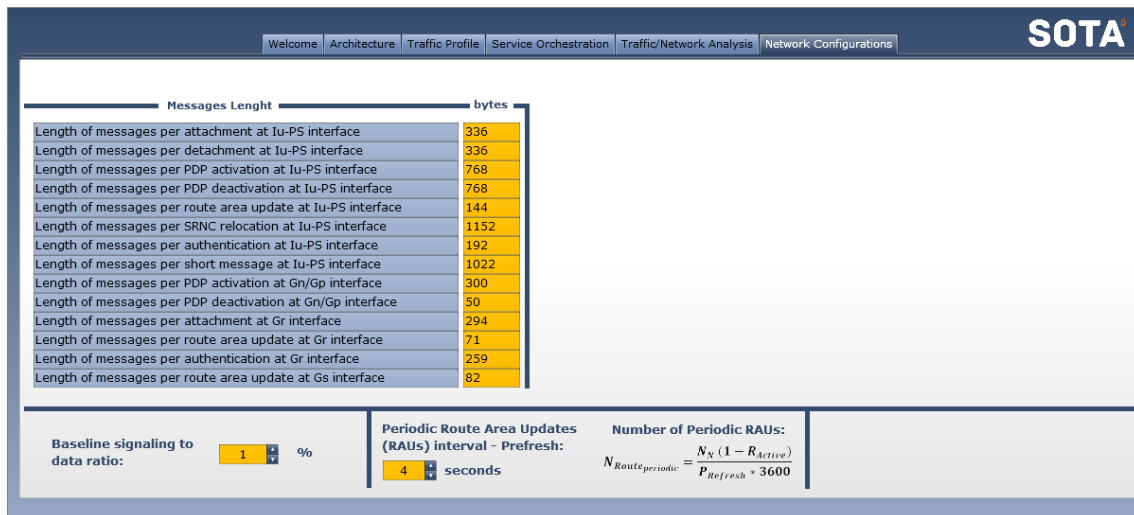 SOTAβ
Welcome Architecture Traffic Profile Service Orchestration Traffic/Network Analysis Network Configurations
Messages Lenght bytes
Length of messages per attachment at Iu-PS interface 336
Length of messages per detachment at Iu-PS interface 336
Length of messages per PDP activation at Iu-PS interface 768
Length of messages per PDP deactivation at Iu-PS interface 768
Length of messages per route area update at Iu-PS interface 144
Length of messages per SRNC relocation at Iu-PS interface 1152
Length of messages per authentication at Iu-PS interface 192
Length of messages per short message at Iu-PS interface 1022
Length of messages per PDP activation at Gn/Gp interface 300
Length of messages per PDP deactivation at Gn/Gp interface 50
Length of messages per attachment at Gr interface 294
Length of messages per route area update at Gr interface 71
Length of messages per authentication at Gr interface 259
Length of messages per route area update at Gs interface 82
Baseline signaling to
data ratio:
1 %
Periodic Route Area Updates
(RAUs) interval - Prefresh:
4 seconds
Number of Periodic RAUs:
N_{Route_{periodic}} = \frac{N_N (1 − R_{Active})}{P_{Refresh} * 3600}